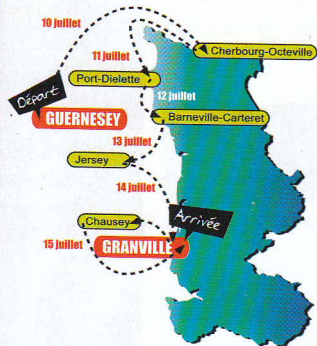 10 juillet
Cherbourg-Octeville
11 juillet
Port-Dielette
12 juillet
Départ
GUERNESEY
Barneville-Carteret
13 juillet
Jersey
14 juillet
Chausey
Arrivée
15 juillet
GRANVILLE